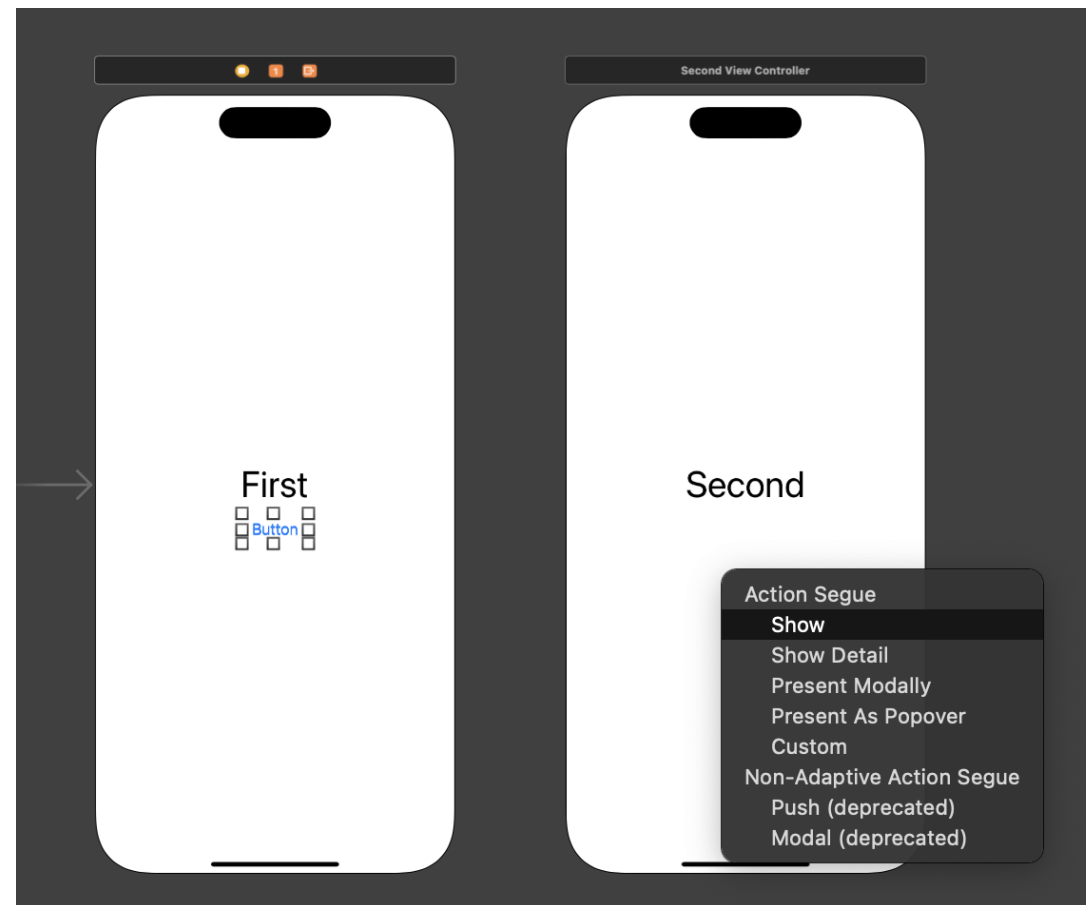 Second View Controller
First
Button
Second
Action Segue
Show
Show Detail
Present Modally
Present As Popover
Custom
Non-Adaptive Action Segue
Push (deprecated)
Modal (deprecated)